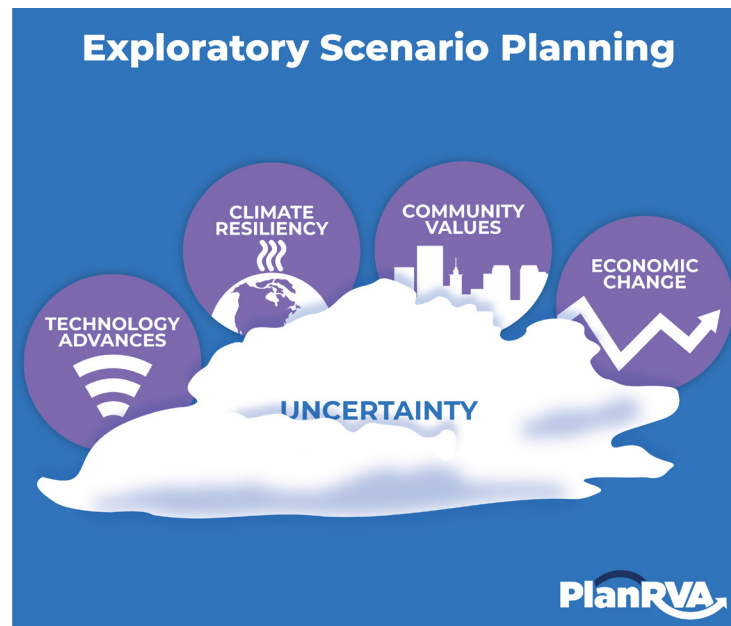 Exploratory Scenario Planning
CLIMATE
RESILIENCY
COMMUNITY
VALUES
ECONOMIC
CHANGE
TECHNOLOGY
ADVANCES
UNCERTAINTY
PlanRVA